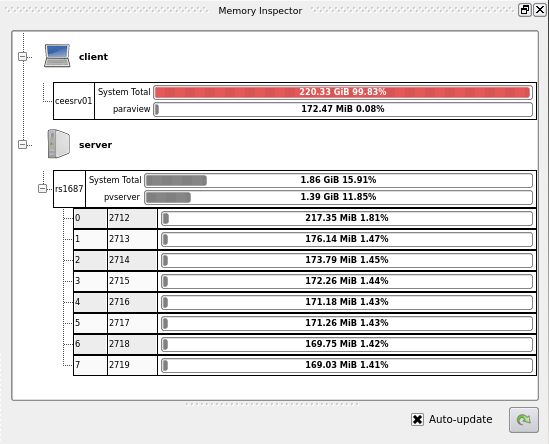 Memory Inspector
client
ceesrv01
System Total 220.33 GiB 99.83%
paraview 172.47 MiB 0.08%
server
rs1687
System Total 1.86 GiB 15.91%
pvserver 1.39 GiB 11.85%
0 2712 217.35 MiB 1.81%
1 2713 176.14 MiB 1.47%
2 2714 173.79 MiB 1.45%
3 2715 172.26 MiB 1.44%
4 2716 171.18 MiB 1.43%
5 2717 171.26 MiB 1.43%
6 2718 169.75 MiB 1.42%
7 2719 169.03 MiB 1.41%
Auto-update